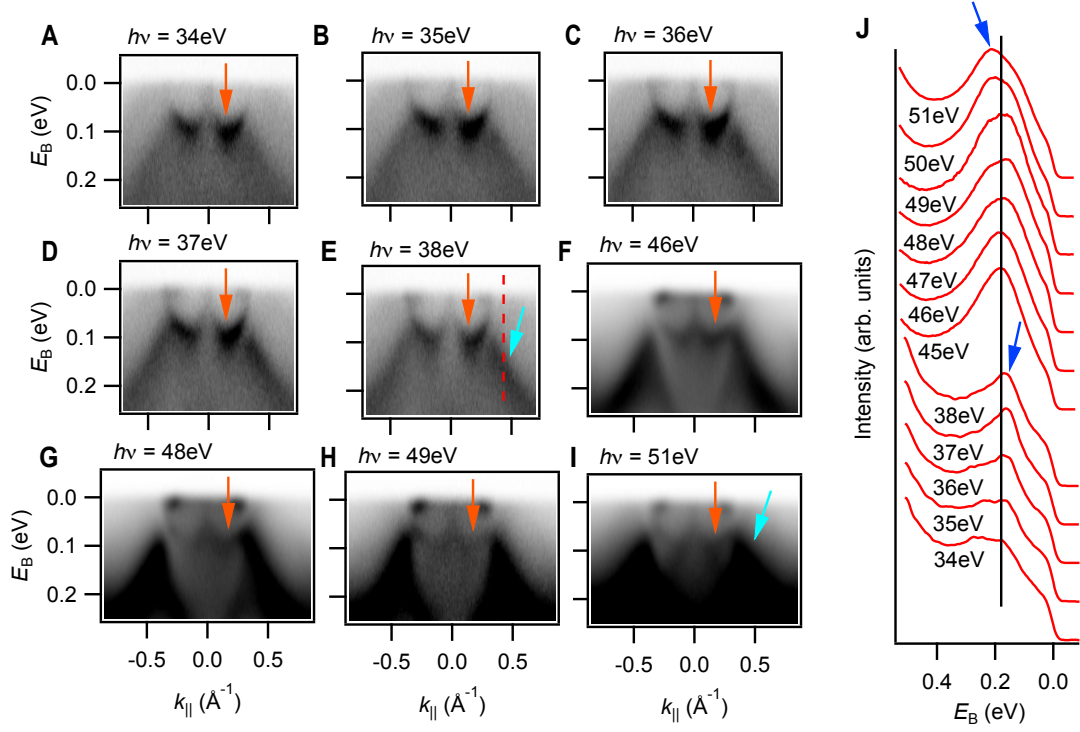 A hν = 34eV
B hν = 35eV
C hν = 36eV
E_B (eV)
0.0
0.1
0.2
D hν = 37eV
E hν = 38eV
F hν = 46eV
E_B (eV)
0.0
0.1
0.2
G hν = 48eV
H hν = 49eV
I hν = 51eV
E_B (eV)
0.0
0.1
0.2
-0.5 0.0 0.5
k_|| (Å⁻¹)
-0.5 0.0 0.5
k_|| (Å⁻¹)
-0.5 0.0 0.5
k_|| (Å⁻¹)
J
Intensity (arb. units)
51eV
50eV
49eV
48eV
47eV
46eV
45eV
38eV
37eV
36eV
35eV
34eV
0.4 0.2 0.0
E_B (eV)